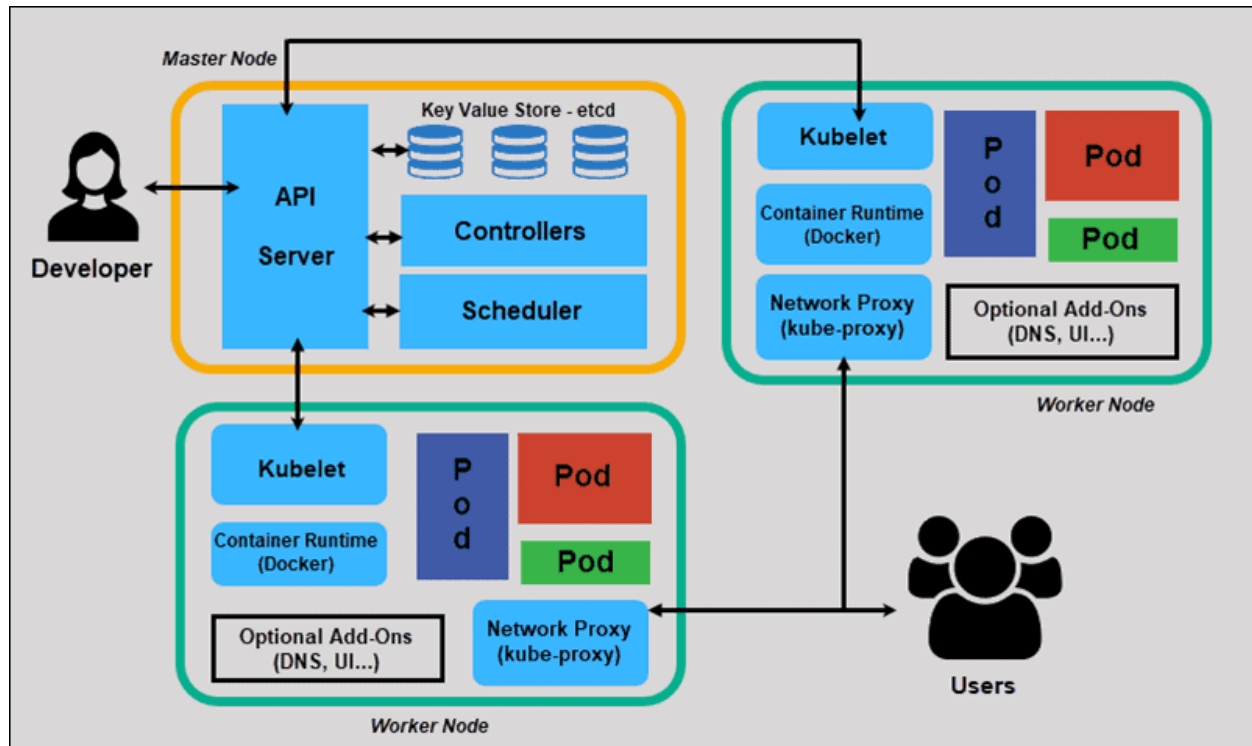 Master Node
Key Value Store - etcd
API
Server
Controllers
Scheduler
Developer
Kubelet
Container Runtime
(Docker)
Network Proxy
(kube-proxy)
P
o
d
Pod
Pod
Optional Add-Ons
(DNS, UI...)
Worker Node
Kubelet
Container Runtime
(Docker)
P
o
d
Pod
Pod
Optional Add-Ons
(DNS, UI...)
Network Proxy
(kube-proxy)
Worker Node
Users